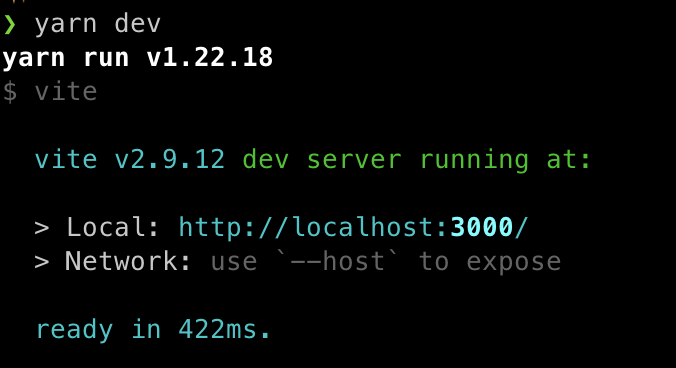 ❯ yarn dev
yarn run v1.22.18
$ vite
vite v2.9.12 dev server running at:
> Local: http://localhost:3000/
> Network: use `--host` to expose
ready in 422ms.